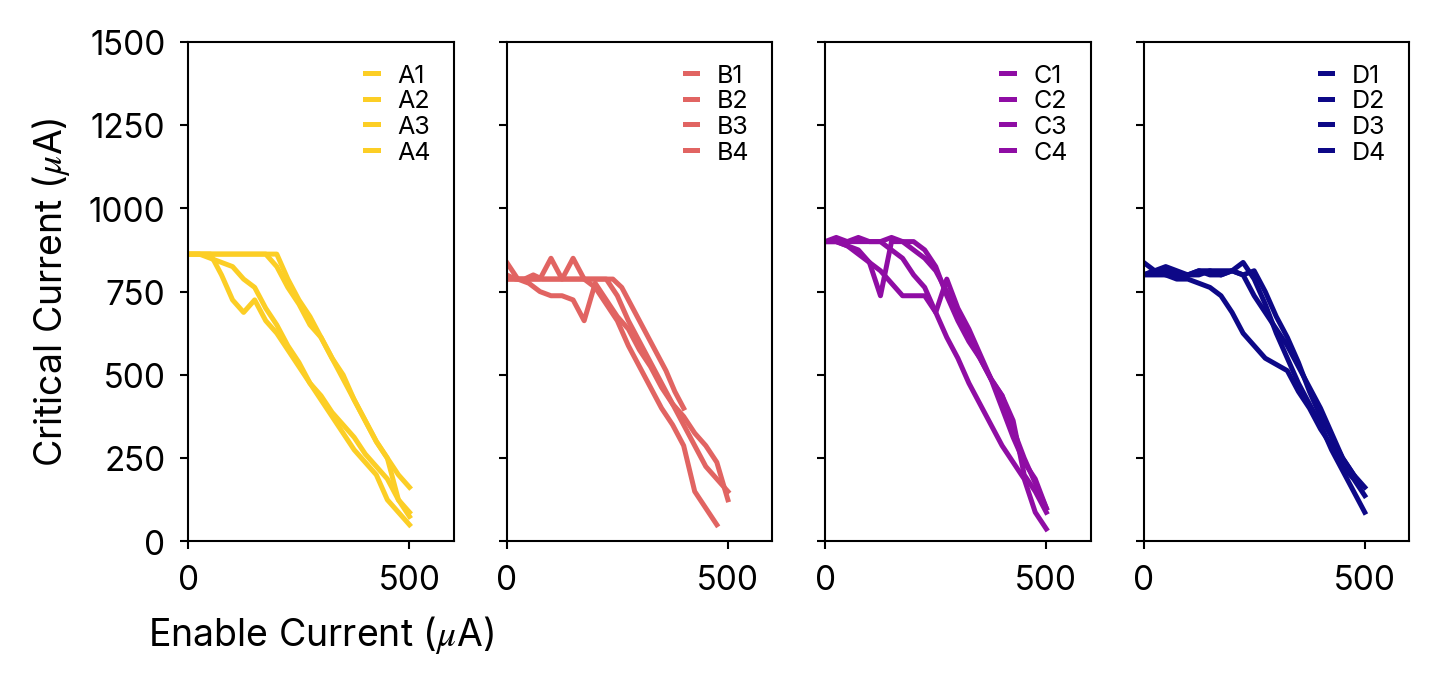 Critical Current (μA)
1500
1250
1000
750
500
250
0
A1
A2
A3
A4
B1
B2
B3
B4
C1
C2
C3
C4
D1
D2
D3
D4
0 500 0 500 0 500 0 500
Enable Current (μA)